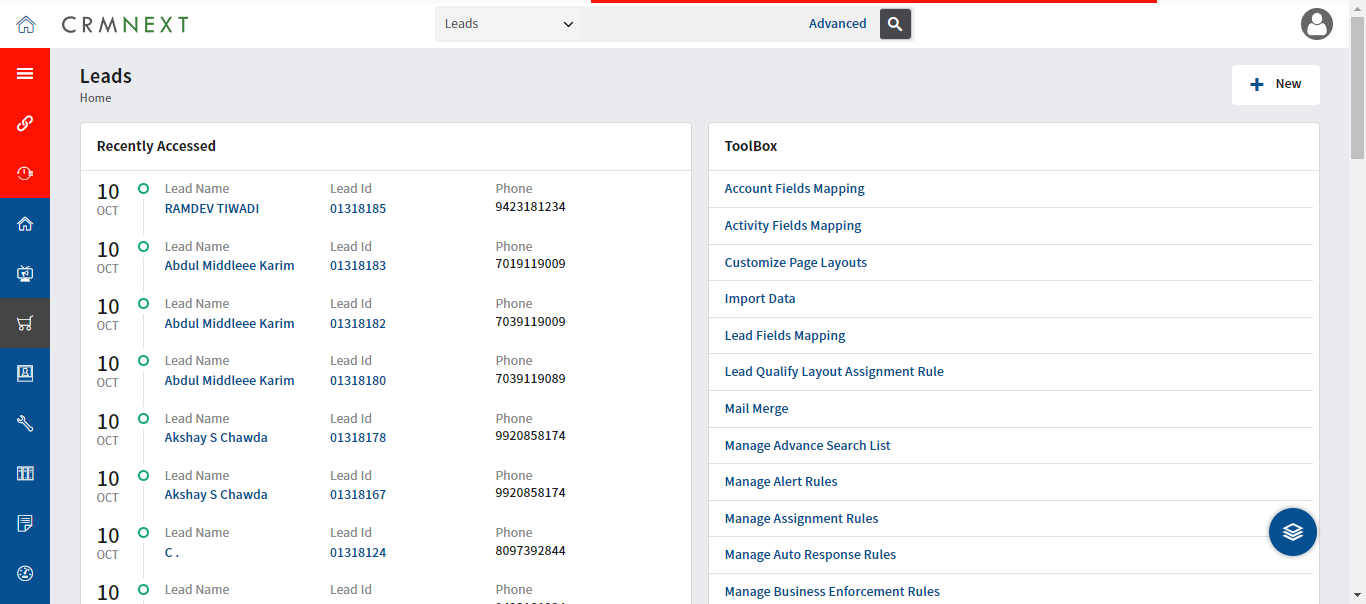 CRMNEXT
Leads
Advanced
Leads
Home
New
Recently Accessed
10 OCT Lead Name Lead Id Phone
RAMDEV TIWADI 01318185 9423181234
10 OCT Lead Name Lead Id Phone
Abdul Middleee Karim 01318183 7019119009
10 OCT Lead Name Lead Id Phone
Abdul Middleee Karim 01318182 7039119009
10 OCT Lead Name Lead Id Phone
Abdul Middleee Karim 01318180 7039119089
10 OCT Lead Name Lead Id Phone
Akshay S Chawda 01318178 9920858174
10 OCT Lead Name Lead Id Phone
Akshay S Chawda 01318167 9920858174
10 OCT Lead Name Lead Id Phone
C . 01318124 8097392844
10 Lead Name Lead Id Phone
ToolBox
Account Fields Mapping
Activity Fields Mapping
Customize Page Layouts
Import Data
Lead Fields Mapping
Lead Qualify Layout Assignment Rule
Mail Merge
Manage Advance Search List
Manage Alert Rules
Manage Assignment Rules
Manage Auto Response Rules
Manage Business Enforcement Rules